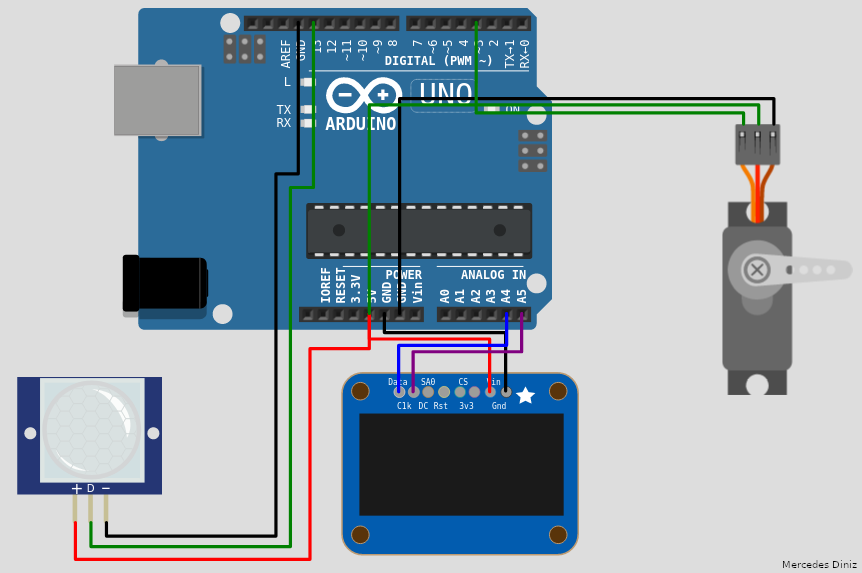 AREF
GND
13
12
~11
~10
~9
8
7
~6
~5
4
~3
2
TX→1
RX←0
DIGITAL (PWM ~)
L
TX
RX
UNO
ON
ARDUINO
POWER
ANALOG IN
IOREF
RESET
3.3V
5V
GND
GND
Vin
A0
A1
A2
A3
A4
A5
Data SA0 CS Vin
Clk DC Rst 3v3 Gnd
+ D −
Mercedes Diniz